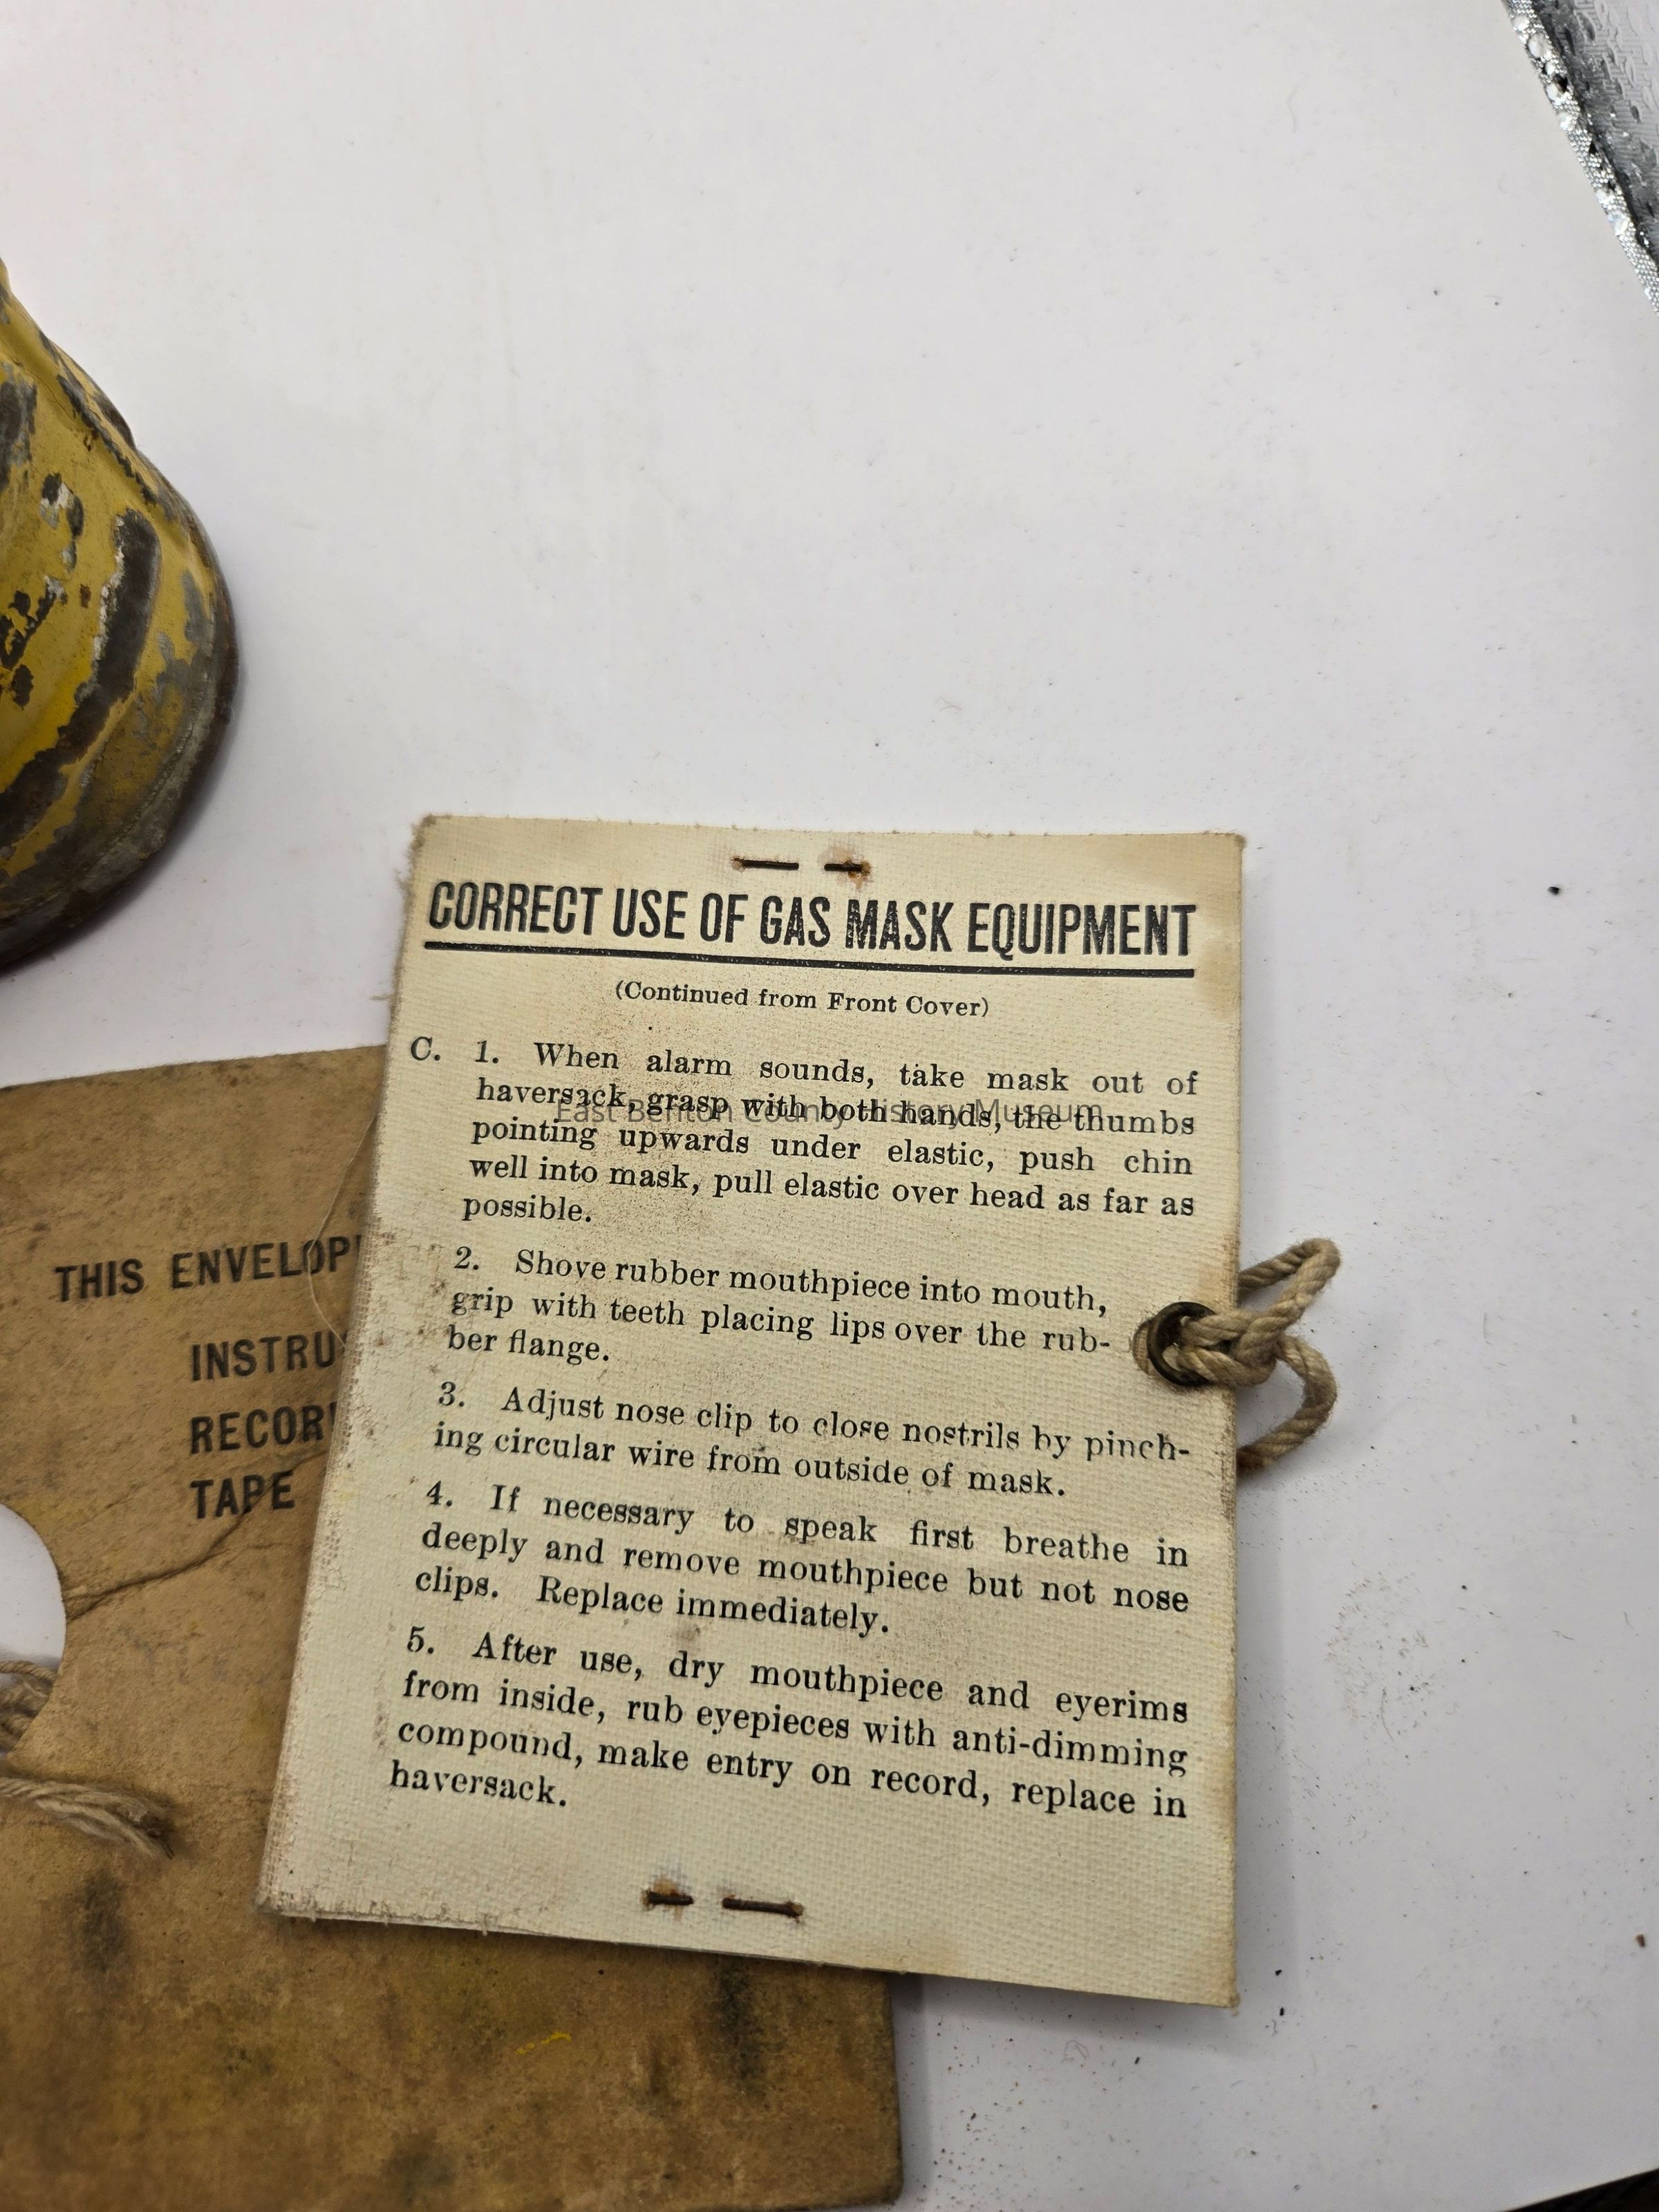 CORRECT USE OF GAS MASK EQUIPMENT
(Continued from Front Cover)
C. 1. When alarm sounds, take mask out of
haversack, grasp with both hands, the thumbs
pointing upwards under elastic, push chin
well into mask, pull elastic over head as far as
possible.
2. Shove rubber mouthpiece into mouth,
grip with teeth placing lips over the rub-
ber flange.
3. Adjust nose clip to close nostrils by pinch-
ing circular wire from outside of mask.
4. If necessary to speak first breathe in
deeply and remove mouthpiece but not nose
clips. Replace immediately.
5. After use, dry mouthpiece and eyerims
from inside, rub eyepieces with anti-dimming
compound, make entry on record, replace in
haversack.
East Benton County History Museum
THIS ENVELOP
INSTRU
RECOR
TAPE